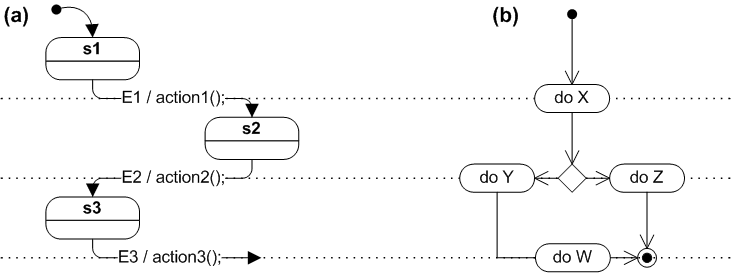 (a)
(b)
s1
E1 / action1();
do X
s2
E2 / action2();
do Y
do Z
s3
E3 / action3();
do W